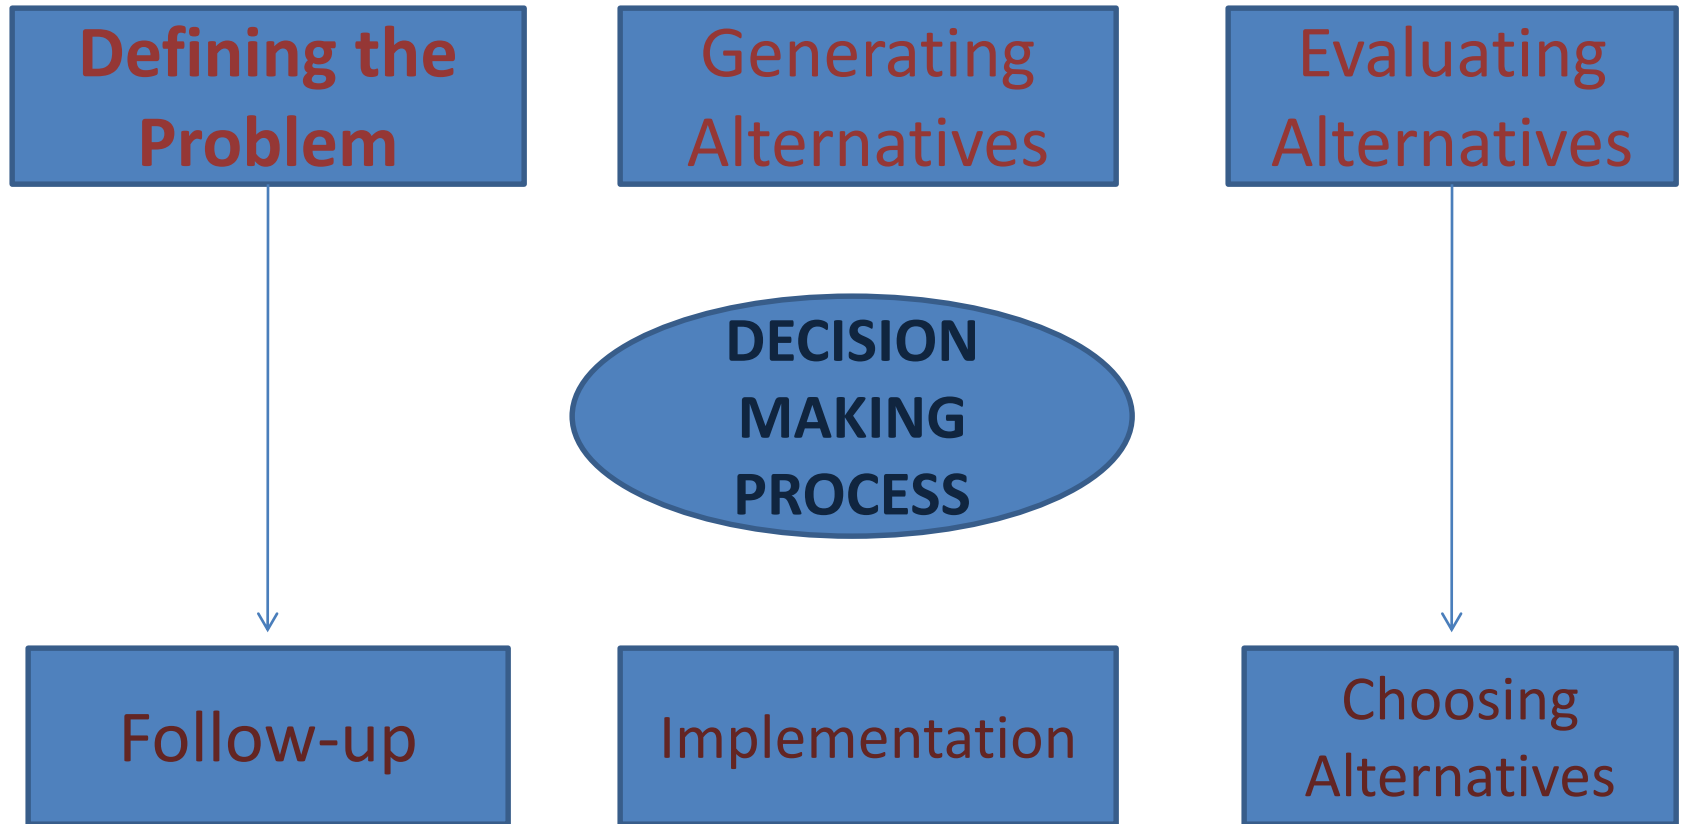 Defining the
Problem
Generating
Alternatives
Evaluating
Alternatives
DECISION
MAKING
PROCESS
Follow-up
Implementation
Choosing
Alternatives